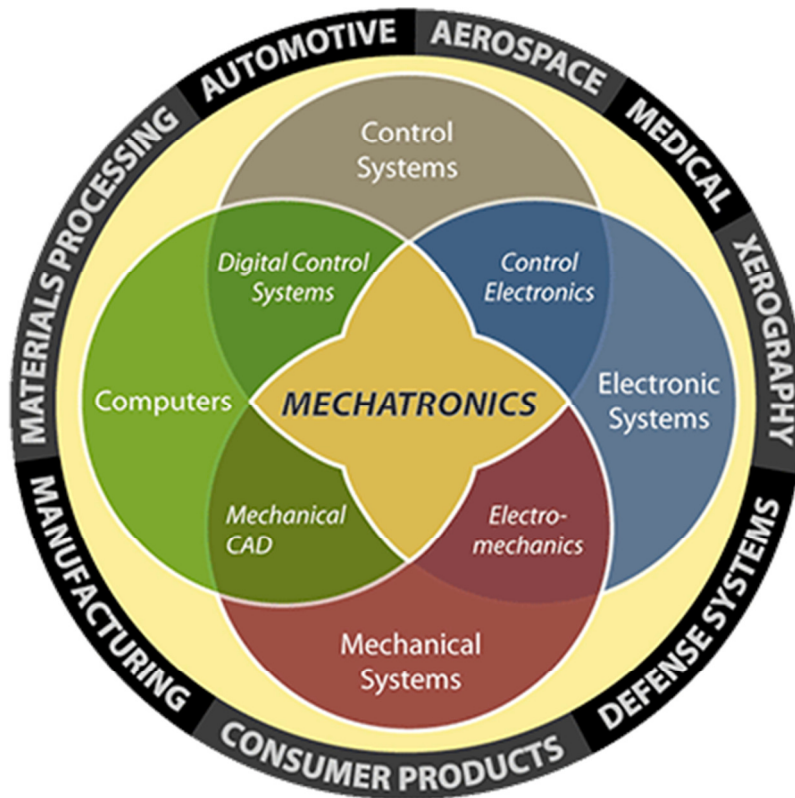 AUTOMOTIVE
AEROSPACE
MEDICAL
XEROGRAPHY
DEFENSE SYSTEMS
CONSUMER PRODUCTS
MANUFACTURING
MATERIALS PROCESSING
Control
Systems
Digital Control
Systems
Control
Electronics
Computers
MECHATRONICS
Electronic
Systems
Mechanical
CAD
Electro-
mechanics
Mechanical
Systems